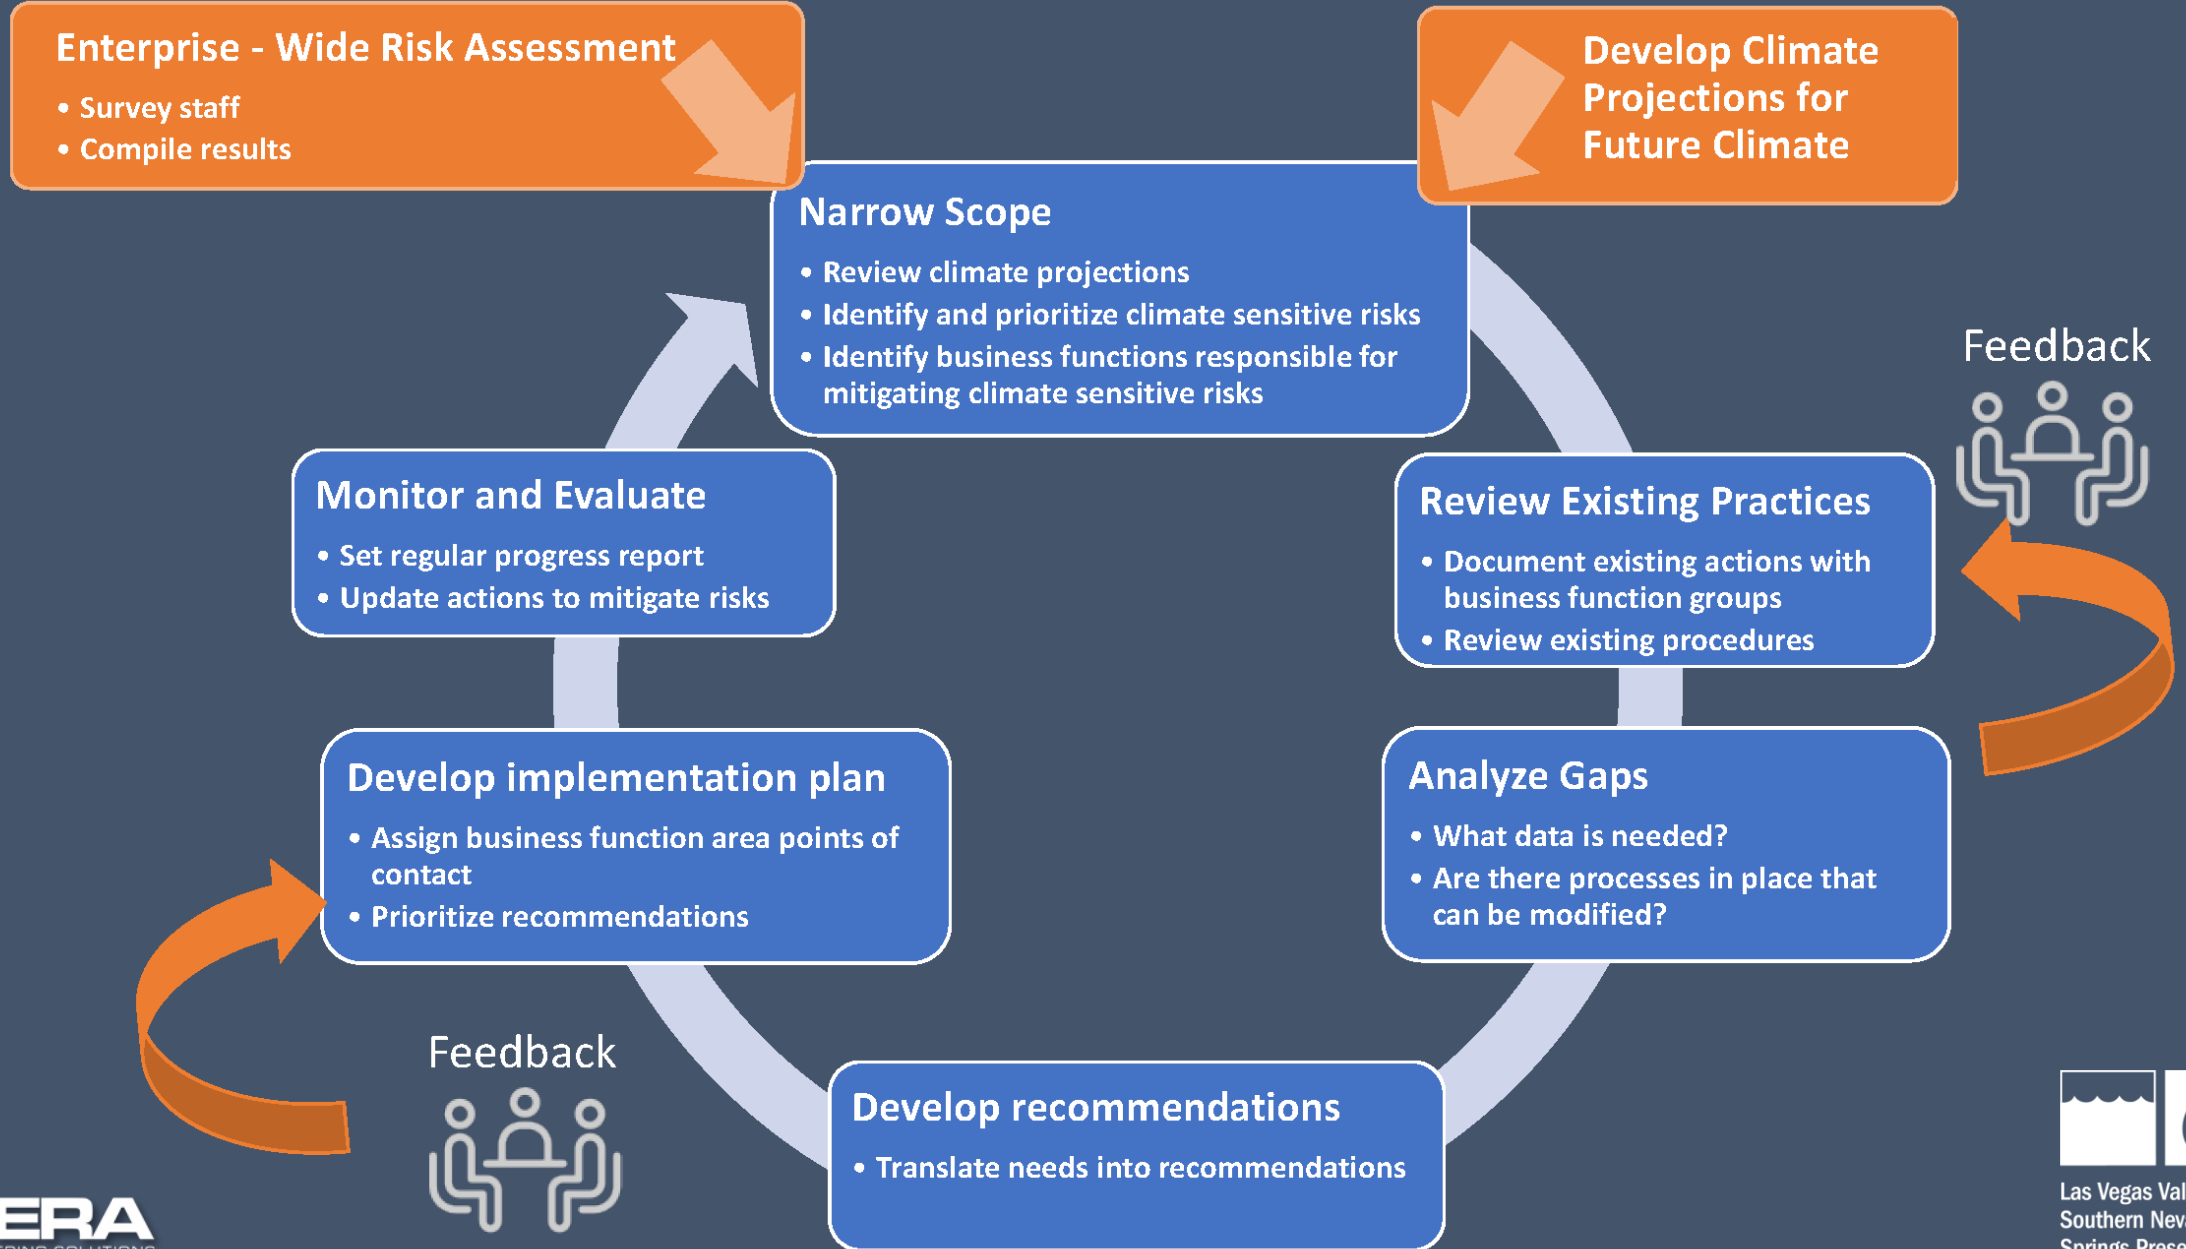 Enterprise - Wide Risk Assessment
• Survey staff
• Compile results
Develop Climate
Projections for
Future Climate
Narrow Scope
• Review climate projections
• Identify and prioritize climate sensitive risks
• Identify business functions responsible for
mitigating climate sensitive risks
Feedback
Review Existing Practices
• Document existing actions with
business function groups
• Review existing procedures
Analyze Gaps
• What data is needed?
• Are there processes in place that
can be modified?
Develop recommendations
• Translate needs into recommendations
Feedback
Develop implementation plan
• Assign business function area points of
contact
• Prioritize recommendations
Monitor and Evaluate
• Set regular progress report
• Update actions to mitigate risks
ERA
Las Vegas Val
Southern Nev